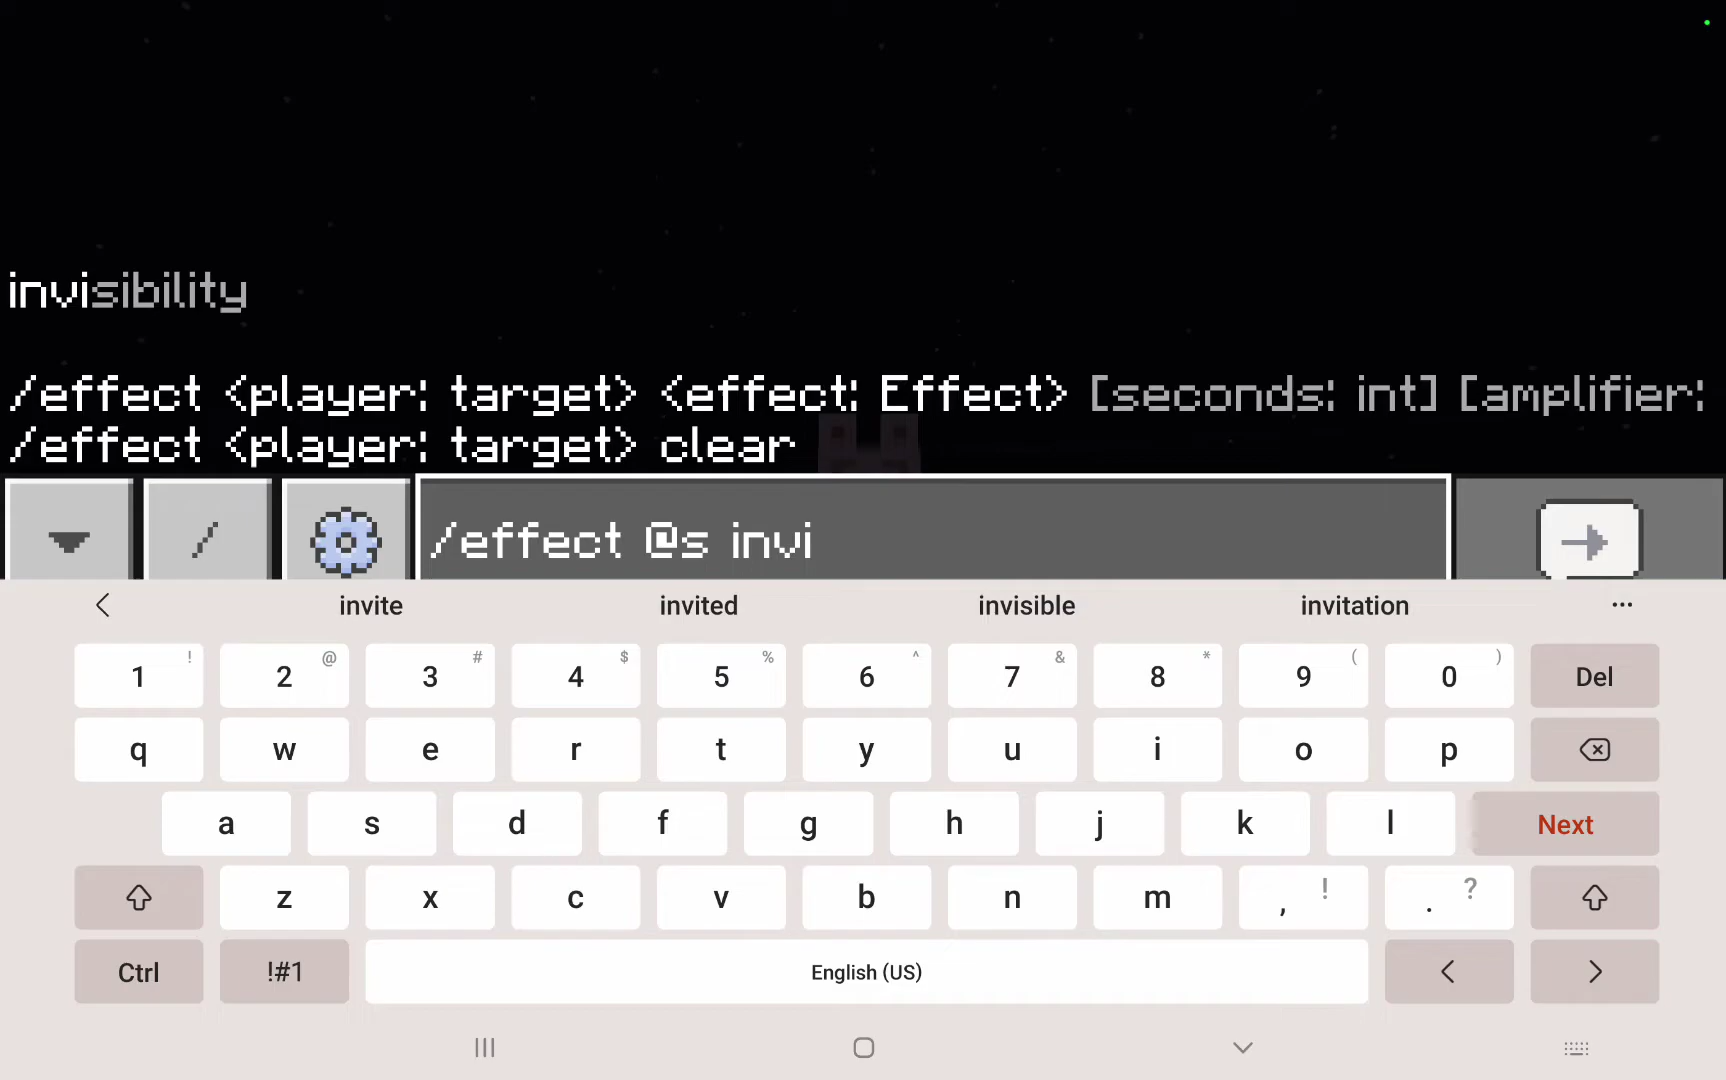 invisibility
/effect <player: target> <effect: Effect> [seconds: int] [amplifier:
/effect <player: target> clear
/ /effect @s invi
invite invited invisible invitation ...
1 ! 2 @ 3 # 4 $ 5 % 6 ^ 7 & 8 * 9 ( 0 ) Del
q w e r t y u i o p
a s d f g h j k l Next
z x c v b n m , ! . ?
Ctrl !#1 English (US) < >